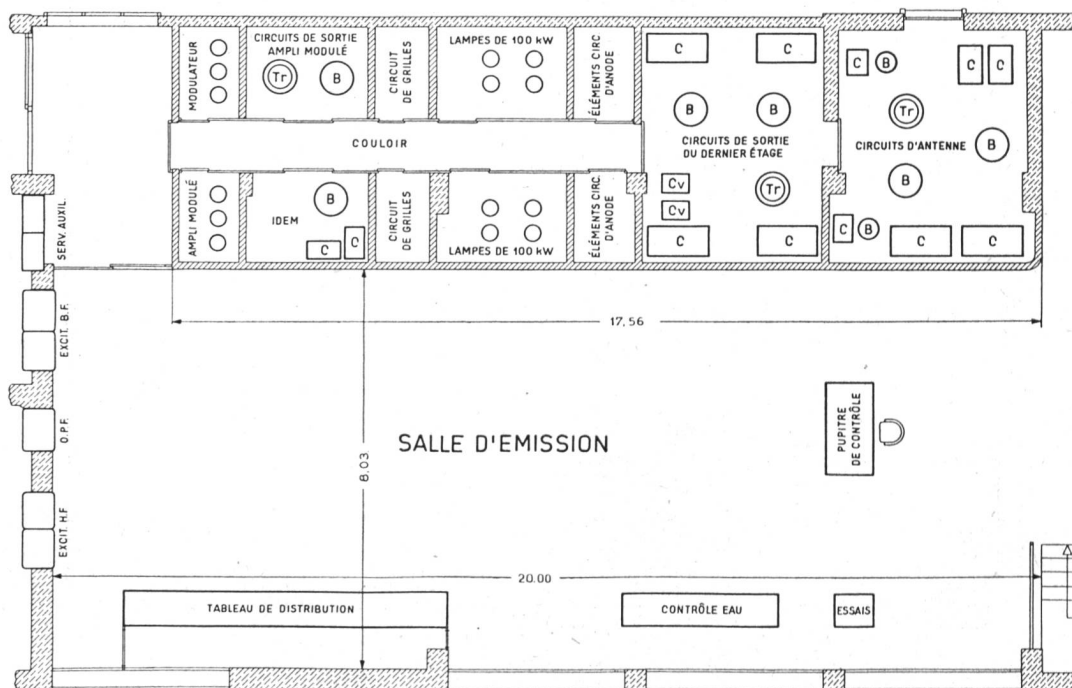 MODULATEUR
CIRCUITS DE SORTIE
AMPLI MODULÉ
Tr
B
CIRCUIT
DE GRILLES
LAMPES DE 100 kW
ÉLÉMENTS CIRC
D'ANODE
C
C
B
B
CIRCUITS DE SORTIE
DU DERNIER ÉTAGE
Cv
Cv
Tr
C
C
C
B
C
C
Tr
CIRCUITS D'ANTENNE
B
B
C
B
C
C
COULOIR
AMPLI MODULÉ
IDEM
B
C
C
CIRCUIT
DE GRILLES
LAMPES DE 100 kW
ÉLÉMENTS CIRC.
D'ANODE
SERV. AUXIL.
EXCIT. B.F.
O.P.F.
EXCIT. H.F
17,56
8,03
SALLE D'EMISSION
PUPITRE
DE CONTRÔLE
20.00
TABLEAU DE DISTRIBUTION
CONTRÔLE EAU
ESSAIS